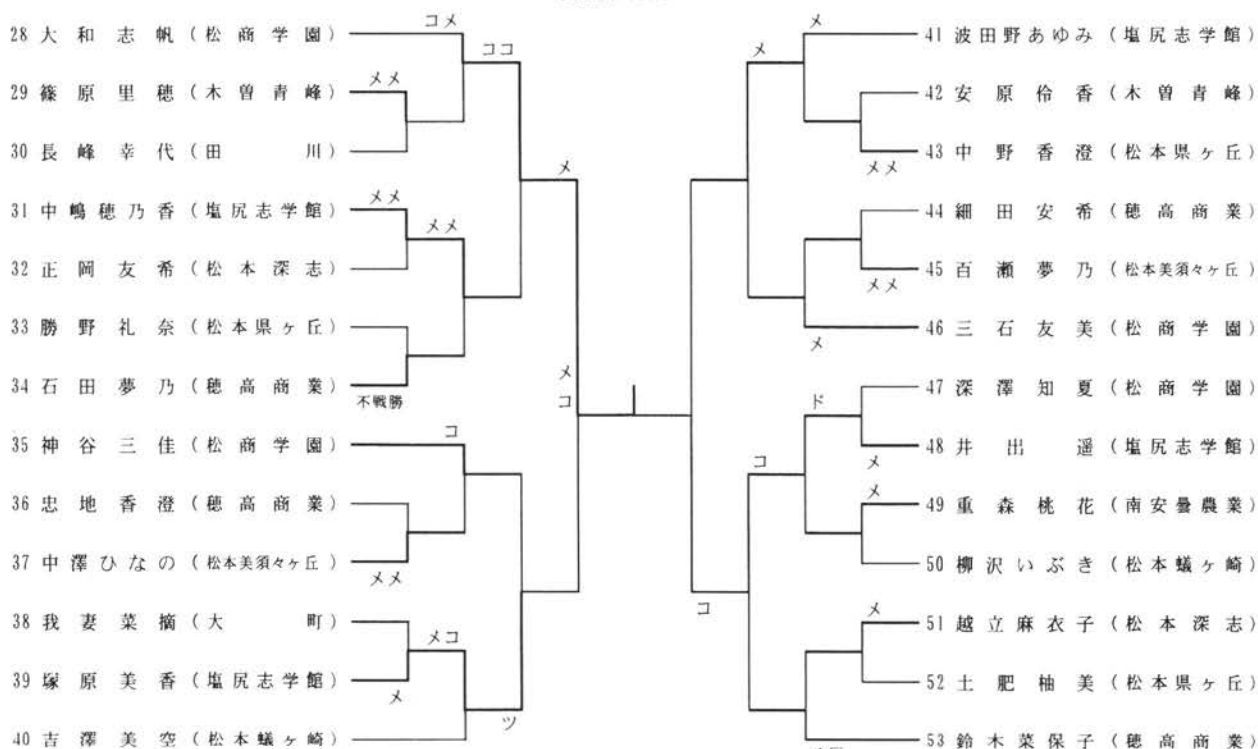 28 大和志帆 (松商学園)
コメ
ココ
29 篠原里穂 (木曽青峰)
メメ
30 長峰幸代 (田川)
メ
31 中嶋穂乃香 (塩尻志学館)
メメ
メメ
32 正岡友希 (松本深志)
33 勝野礼奈 (松本県ヶ丘)
34 石田夢乃 (穂高商業)
不戦勝
メ
コ
35 神谷三佳 (松商学園)
コ
36 忠地香澄 (穂高商業)
37 中澤ひなの (松本美須々ヶ丘)
メメ
38 我妻菜摘 (大町)
メコ
39 塚原美香 (塩尻志学館)
メ
ツ
40 吉澤美空 (松本蟻ヶ崎)
メ
メ
41 波田野あゆみ (塩尻志学館)
42 安原伶香 (木曽青峰)
43 中野香澄 (松本県ヶ丘)
メメ
44 細田安希 (穂高商業)
45 百瀬夢乃 (松本美須々ヶ丘)
メメ
46 三石友美 (松商学園)
メ
47 深澤知夏 (松商学園)
ド
48 井出遥 (塩尻志学館)
メ
コ
メ
49 重森桃花 (南安曇農業)
50 柳沢いぶき (松本蟻ヶ崎)
コ
メ
51 越立麻衣子 (松本深志)
52 土肥柚美 (松本県ヶ丘)
53 鈴木菜保子 (穂高商業)